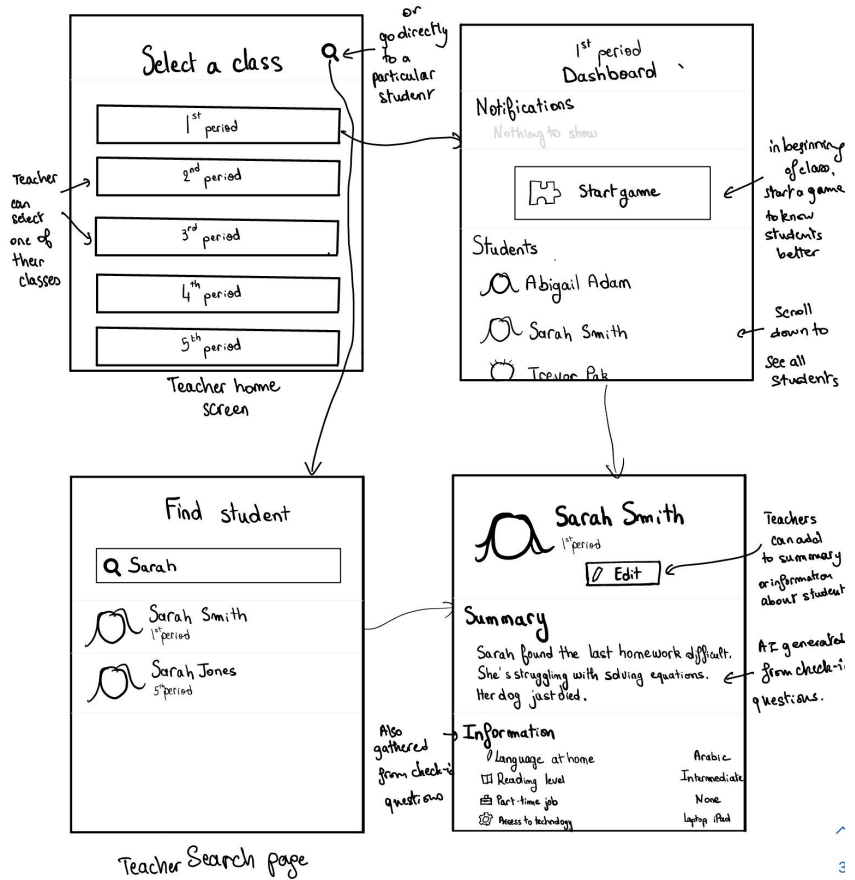 Select a class
or
go directly
to a
particular
student
1st period
2nd period
3rd period
4th period
5th period
Teacher
can
select
one of
their
classes
Teacher home
screen
1st period
Dashboard
Notifications
Nothing to show
Start game
in beginning
of class,
start a game
to know
students
better
Students
Abigail Adam
Sarah Smith
Trevor Pak
Scroll
down to
see all
students
Find student
Sarah
Sarah Smith
1st period
Sarah Jones
5th period
Teacher Search page
Sarah Smith
1st period
Edit
Teachers
can add
to summary
or information
about student
Summary
Sarah found the last homework difficult.
She's struggling with solving equations.
Her dog just died.
AI generated
from check-i
questions.
Also
gathered
from check-i
questions
Information
Language at home Arabic
Reading level Intermediate
Part-time job None
Access to technology Laptop iPad
3